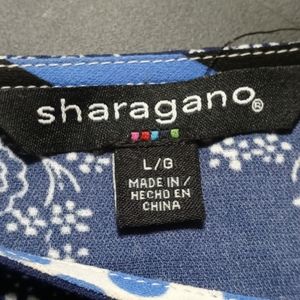 sharagano®
L/G
MADE IN/
HECHO EN
CHINA